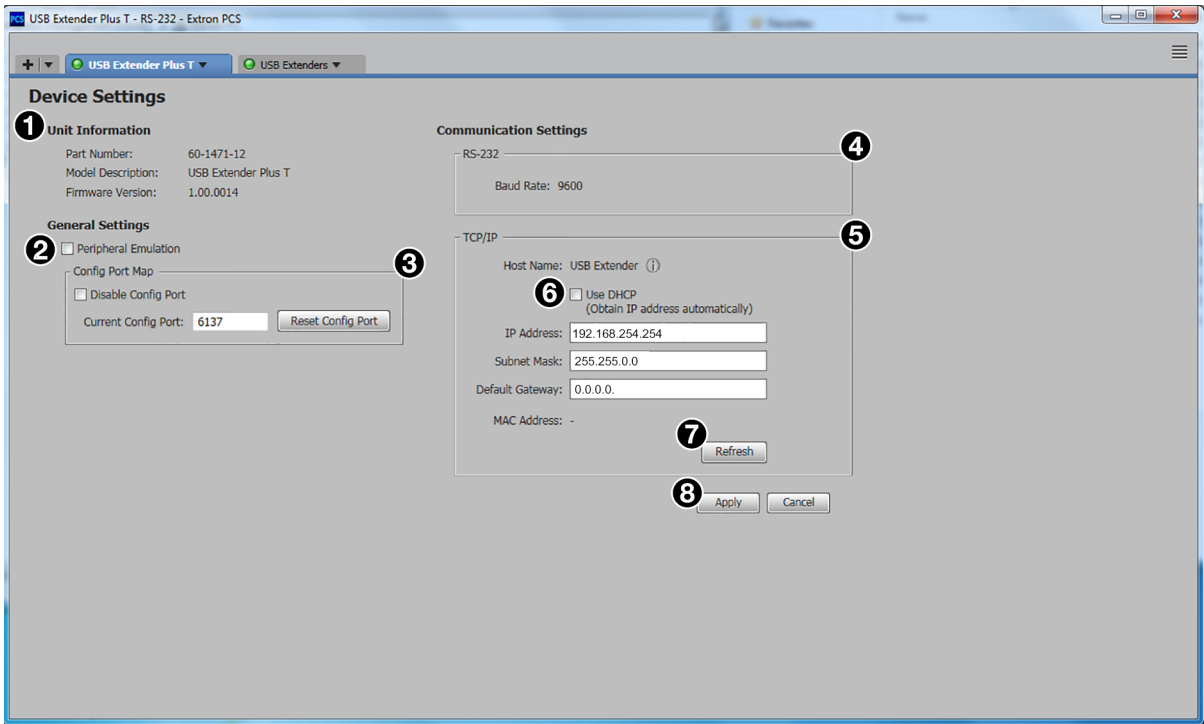 PCS USB Extender Plus T - RS-232 - Extron PCS
Favorites Name
+ ▼ USB Extender Plus T ▼ USB Extenders ▼
Device Settings
1 Unit Information
Part Number: 60-1471-12
Model Description: USB Extender Plus T
Firmware Version: 1.00.0014
General Settings
2 Peripheral Emulation
3
Config Port Map
Disable Config Port
Current Config Port: 6137 Reset Config Port
Communication Settings
4
RS-232
Baud Rate: 9600
5
TCP/IP
Host Name: USB Extender
6 Use DHCP
(Obtain IP address automatically)
IP Address: 192.168.254.254
Subnet Mask: 255.255.0.0
Default Gateway: 0.0.0.0.
MAC Address: -
7 Refresh
8 Apply Cancel